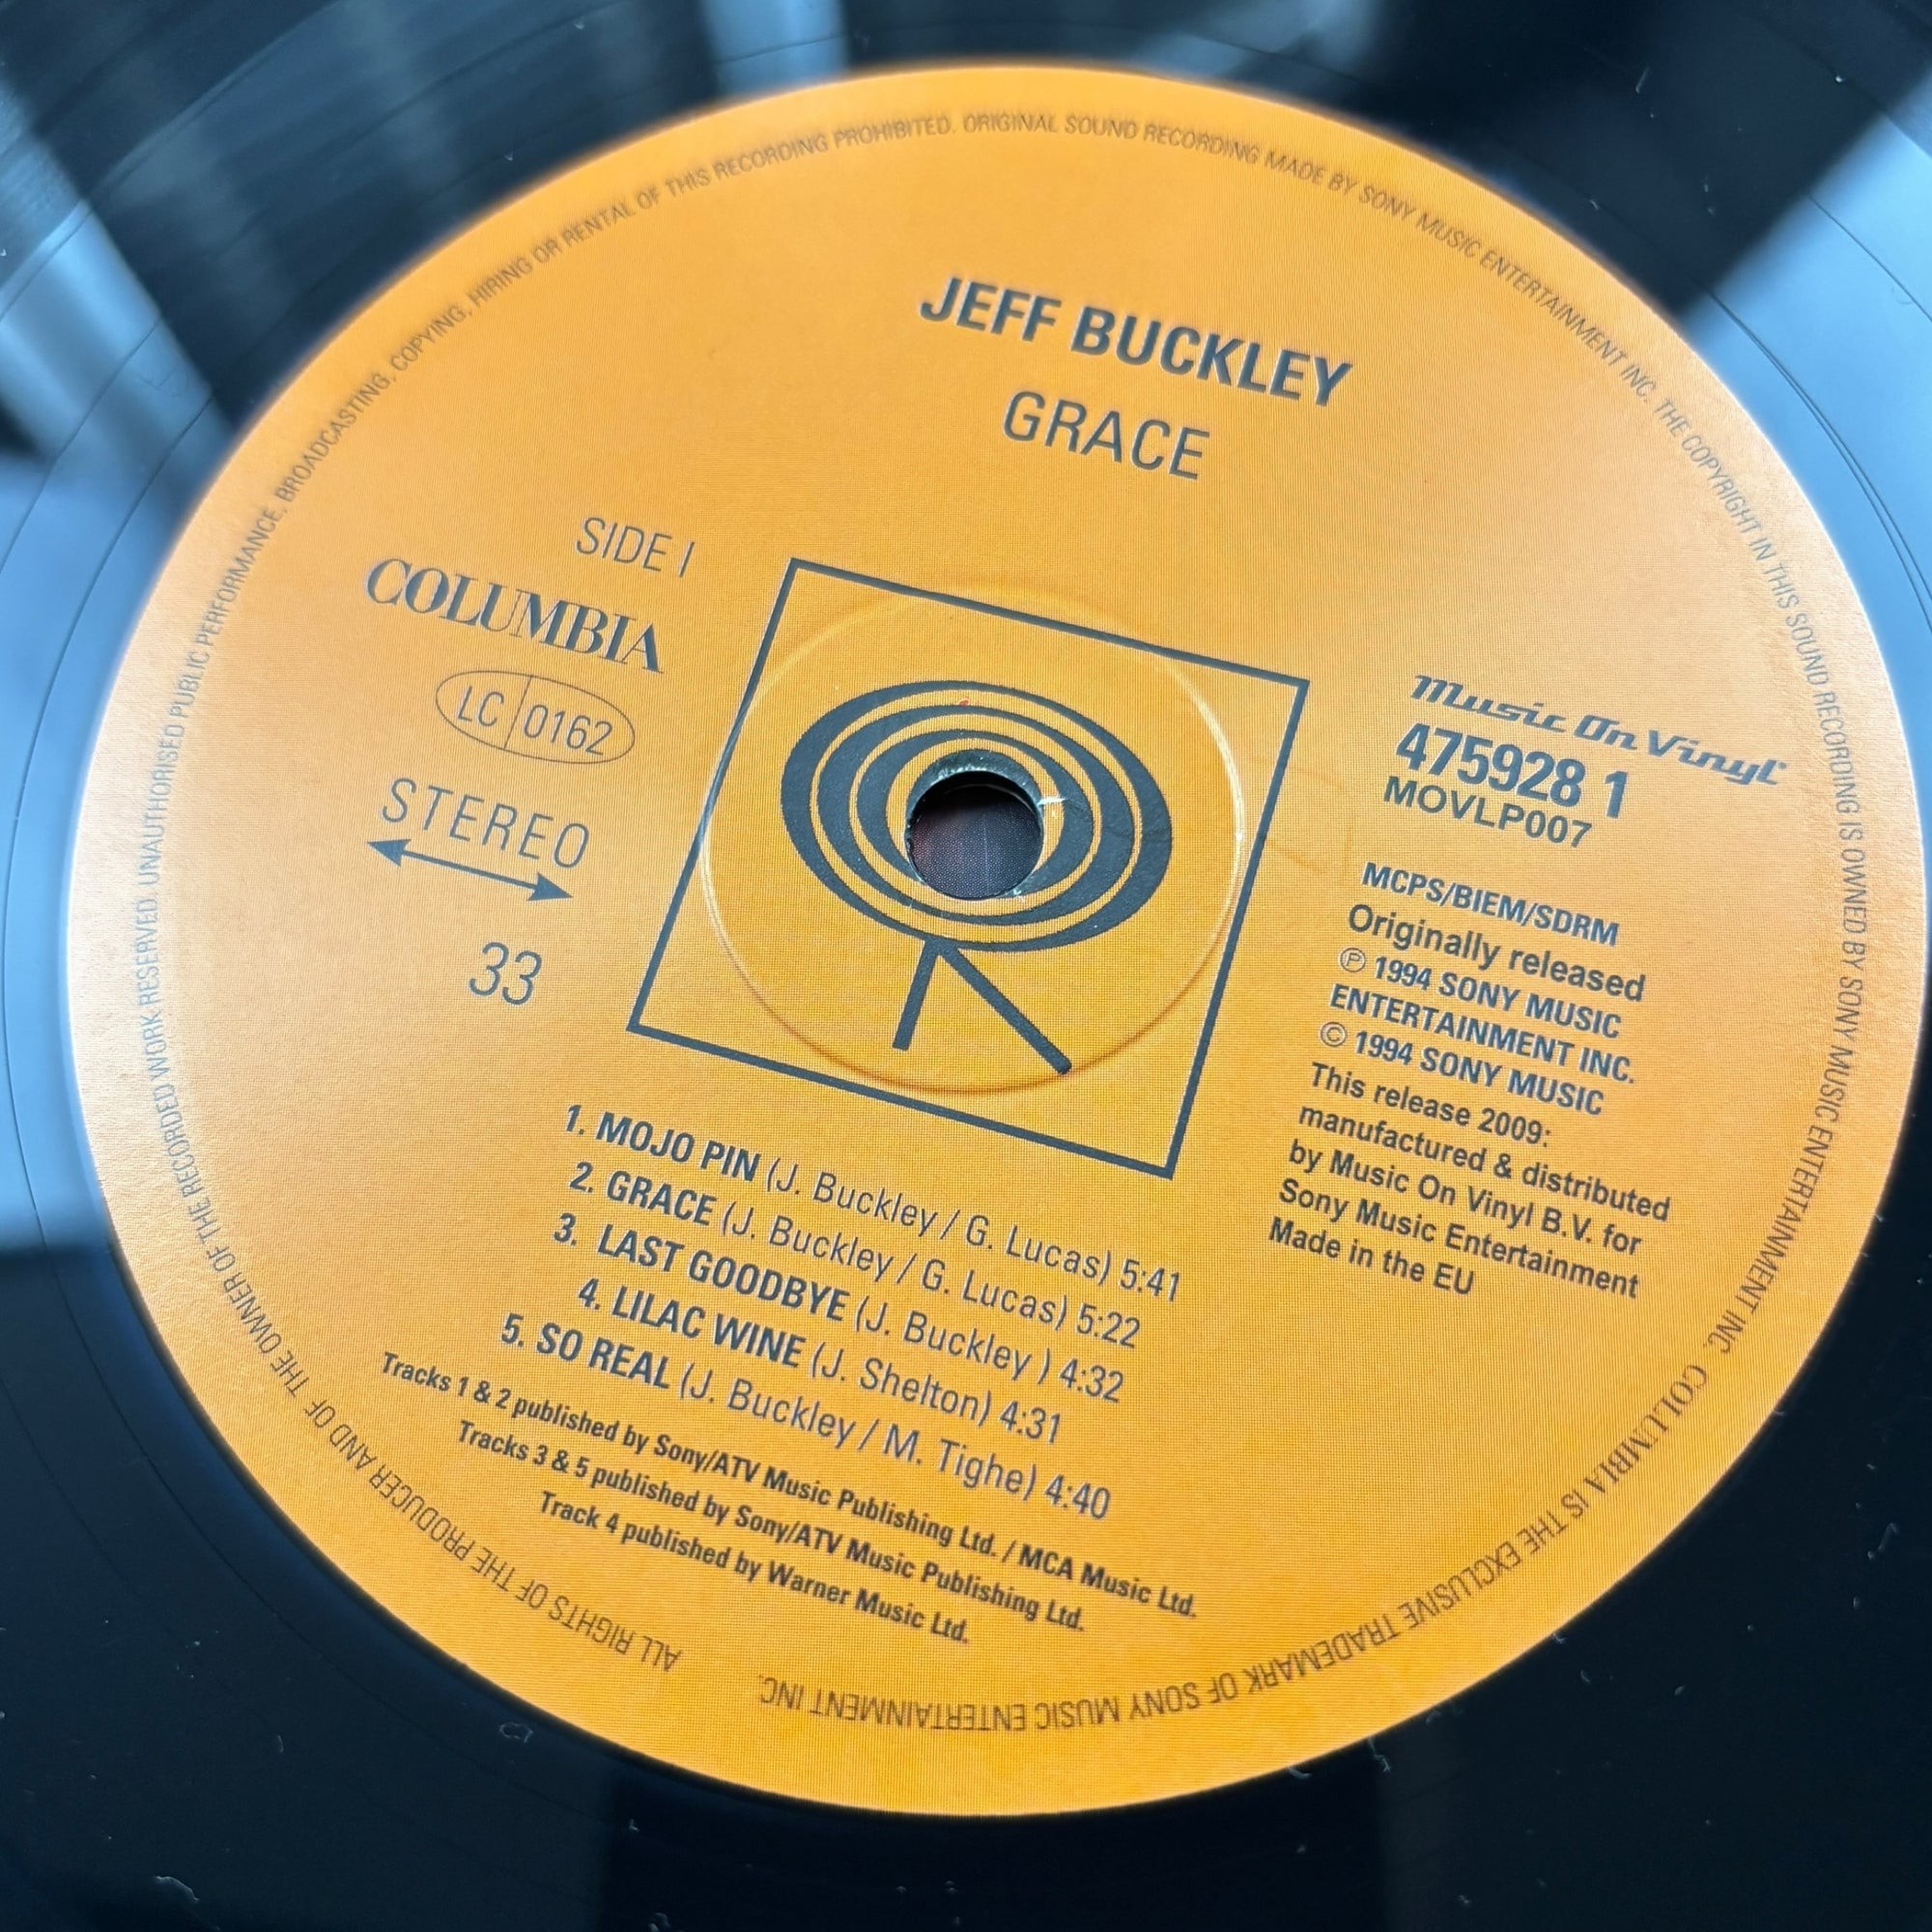 JEFF BUCKLEY
GRACE
SIDE I
COLUMBIA
LC 0162
STEREO
33
Music On Vinyl
475928 1
MOVLP007
MCPS/BIEM/SDRM
Originally released
℗ 1994 SONY MUSIC
ENTERTAINMENT INC.
© 1994 SONY MUSIC
This release 2009:
manufactured & distributed
by Music On Vinyl B.V. for
Sony Music Entertainment
Made in the EU
1. MOJO PIN (J. Buckley / G. Lucas) 5:41
2. GRACE (J. Buckley / G. Lucas) 5:22
3. LAST GOODBYE (J. Buckley ) 4:32
4. LILAC WINE (J. Shelton) 4:31
5. SO REAL (J. Buckley / M. Tighe) 4:40
Tracks 1 & 2 published by Sony/ATV Music Publishing Ltd. / MCA Music Ltd.
Tracks 3 & 5 published by Sony/ATV Music Publishing Ltd.
Track 4 published by Warner Music Ltd.
ALL RIGHTS OF THE PRODUCER AND OF THE OWNER OF THE RECORDED WORK RESERVED. UNAUTHORISED PUBLIC PERFORMANCE, BROADCASTING, COPYING, HIRING OR RENTAL OF THIS RECORDING PROHIBITED. ORIGINAL SOUND RECORDING MADE BY SONY MUSIC ENTERTAINMENT INC. THE COPYRIGHT IN THIS SOUND RECORDING IS OWNED BY SONY MUSIC ENTERTAINMENT INC. COLUMBIA IS THE EXCLUSIVE TRADEMARK OF SONY MUSIC ENTERTAINMENT INC.